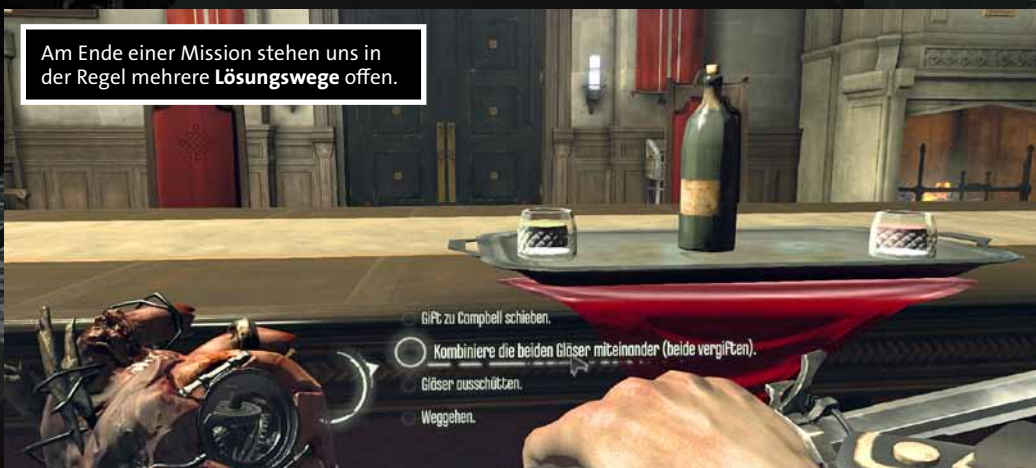 Am Ende einer Mission stehen uns in
der Regel mehrere Lösungswege offen.
Gift zu Campbell schieben.
Kombiniere die beiden Gläser miteinander (beide vergiften).
Gläser ausschütten.
Weggehen.